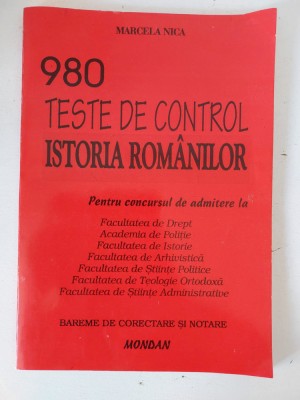 MARCELA NICA
980
TESTE DE CONTROL
ISTORIA ROMÂNILOR
Pentru concursul de admitere la
Facultatea de Drept
Academia de Poliție
Facultatea de Istorie
Facultatea de Arhivistică
Facultatea de Științe Politice
Facultatea de Teologie Ortodoxă
Facultatea de Științe Administrative
BAREME DE CORECTARE ȘI NOTARE
MONDAN